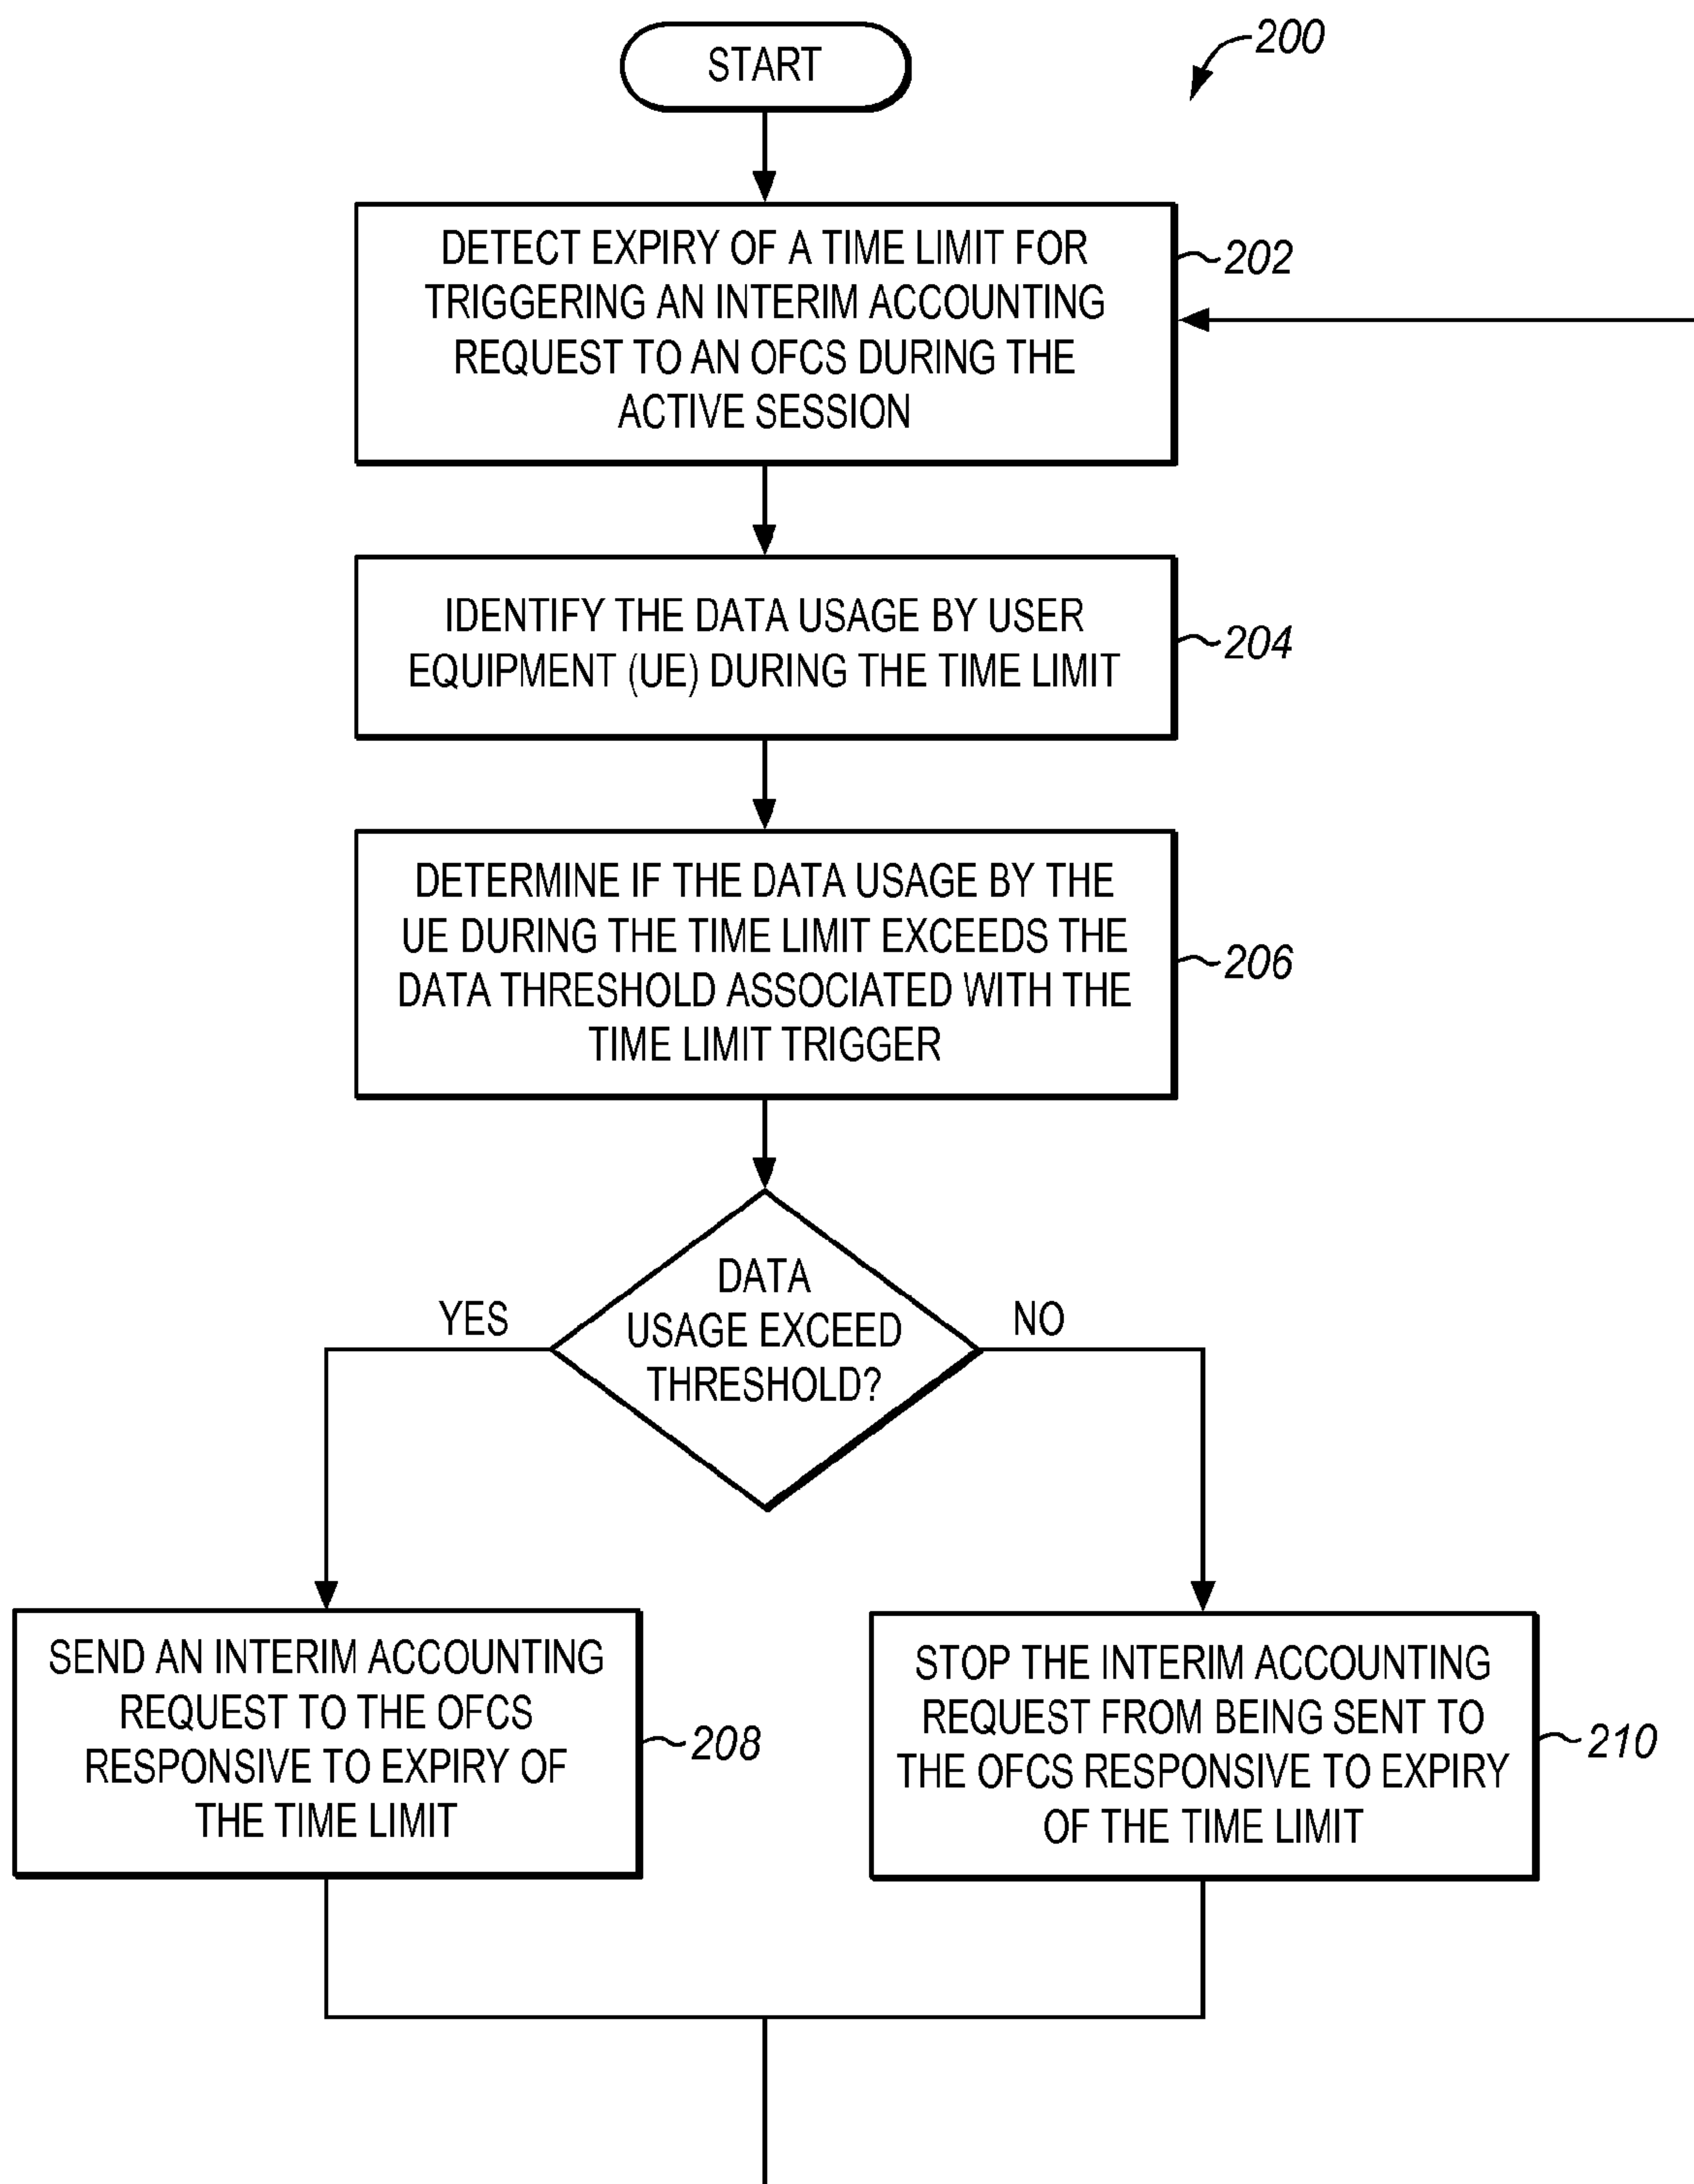 START
200
DETECT EXPIRY OF A TIME LIMIT FOR
TRIGGERING AN INTERIM ACCOUNTING
REQUEST TO AN OFCS DURING THE
ACTIVE SESSION
202
IDENTIFY THE DATA USAGE BY USER
EQUIPMENT (UE) DURING THE TIME LIMIT
204
DETERMINE IF THE DATA USAGE BY THE
UE DURING THE TIME LIMIT EXCEEDS THE
DATA THRESHOLD ASSOCIATED WITH THE
TIME LIMIT TRIGGER
206
DATA
USAGE EXCEED
THRESHOLD?
YES
NO
SEND AN INTERIM ACCOUNTING
REQUEST TO THE OFCS
RESPONSIVE TO EXPIRY OF
THE TIME LIMIT
208
STOP THE INTERIM ACCOUNTING
REQUEST FROM BEING SENT TO
THE OFCS RESPONSIVE TO EXPIRY
OF THE TIME LIMIT
210